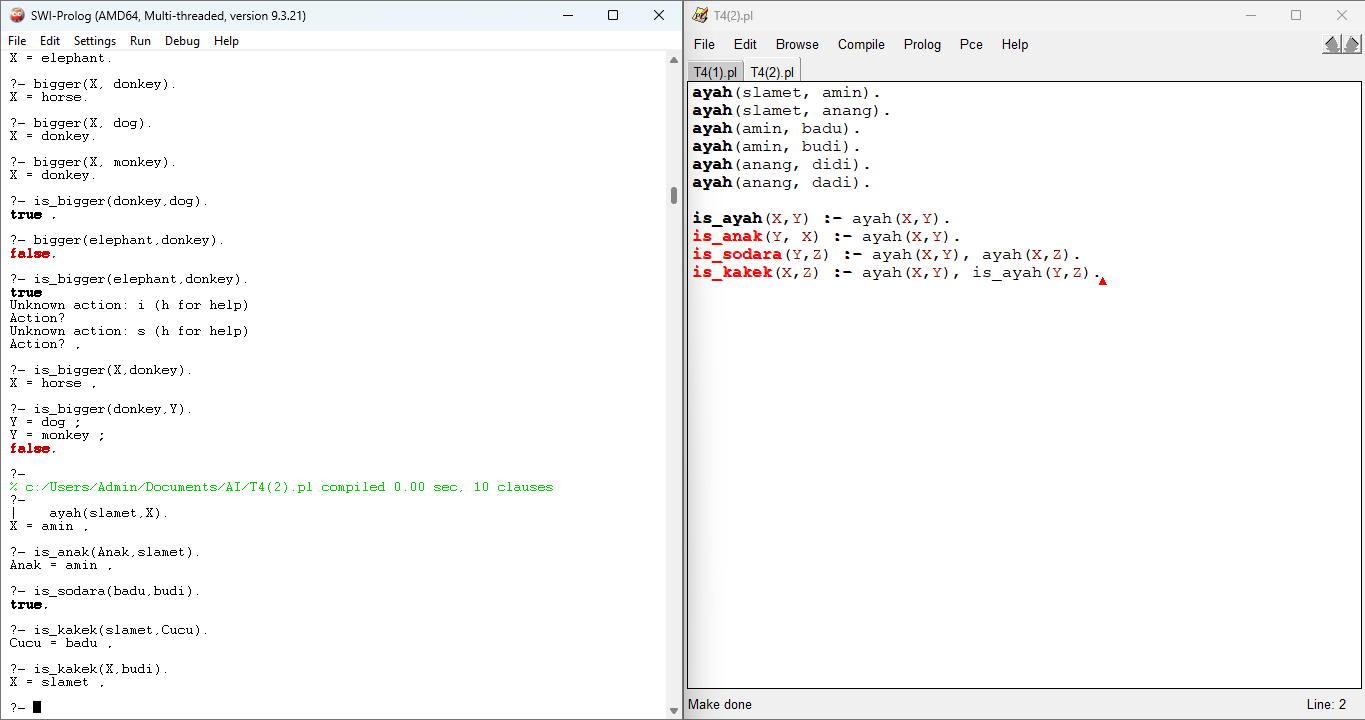 SWI-Prolog (AMD64, Multi-threaded, version 9.3.21)
File Edit Settings Run Debug Help
X = elephant.
?- bigger(X, donkey).
X = horse.
?- bigger(X, dog).
X = donkey.
?- bigger(X, monkey).
X = donkey.
?- is_bigger(donkey,dog).
true .
?- bigger(elephant,donkey).
false.
?- is_bigger(elephant,donkey).
true
Unknown action: i (h for help)
Action?
Unknown action: s (h for help)
Action? .
?- is_bigger(X,donkey).
X = horse .
?- is_bigger(donkey,Y).
Y = dog ;
Y = monkey ;
false.
?-
% c:/Users/Admin/Documents/AI/T4(2).pl compiled 0.00 sec, 10 clauses
?-
|    ayah(slamet,X).
X = amin .
?- is_anak(Anak,slamet).
Anak = amin .
?- is_sodara(badu,budi).
true.
?- is_kakek(slamet,Cucu).
Cucu = badu .
?- is_kakek(X,budi).
X = slamet .
?-
T4(2).pl
File Edit Browse Compile Prolog Pce Help
T4(1).pl T4(2).pl
ayah(slamet, amin).
ayah(slamet, anang).
ayah(amin, badu).
ayah(amin, budi).
ayah(anang, didi).
ayah(anang, dadi).
is_ayah(X,Y) :- ayah(X,Y).
is_anak(Y, X) :- ayah(X,Y).
is_sodara(Y,Z) :- ayah(X,Y), ayah(X,Z).
is_kakek(X,Z) :- ayah(X,Y), is_ayah(Y,Z).
Make done
Line: 2